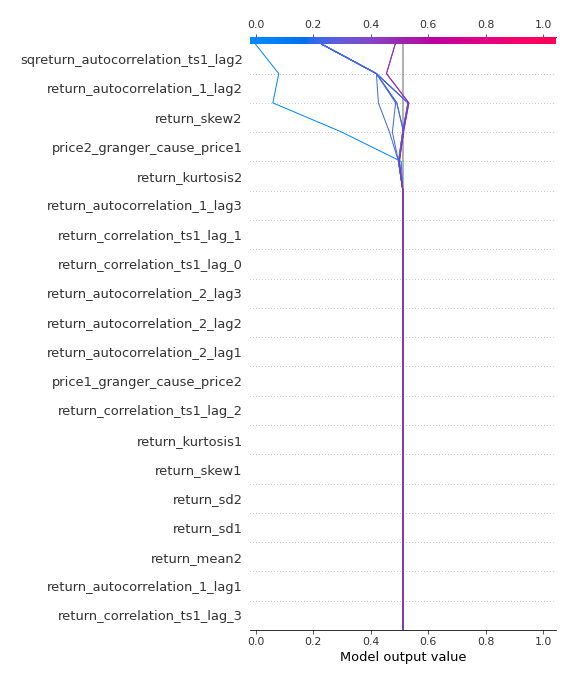 0.0 0.2 0.4 0.6 0.8 1.0
sqreturn_autocorrelation_ts1_lag2
return_autocorrelation_1_lag2
return_skew2
price2_granger_cause_price1
return_kurtosis2
return_autocorrelation_1_lag3
return_correlation_ts1_lag_1
return_correlation_ts1_lag_0
return_autocorrelation_2_lag3
return_autocorrelation_2_lag2
return_autocorrelation_2_lag1
price1_granger_cause_price2
return_correlation_ts1_lag_2
return_kurtosis1
return_skew1
return_sd2
return_sd1
return_mean2
return_autocorrelation_1_lag1
return_correlation_ts1_lag_3
0.0 0.2 0.4 0.6 0.8 1.0
Model output value